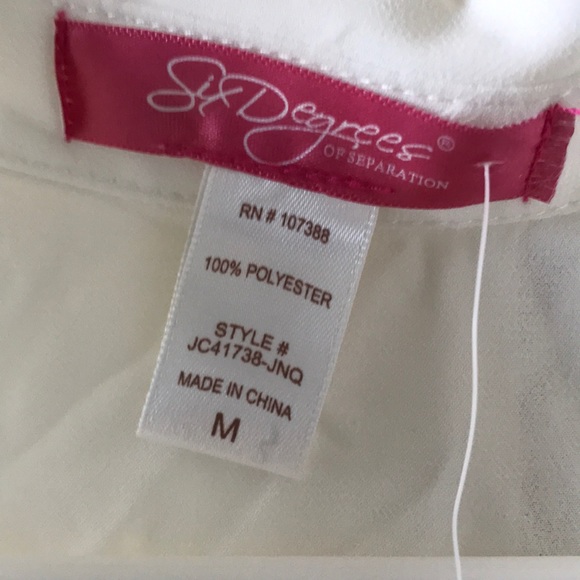 Six Degrees®
OF SEPARATION
RN # 107388
100% POLYESTER
STYLE #
JC41738-JNQ
MADE IN CHINA
M